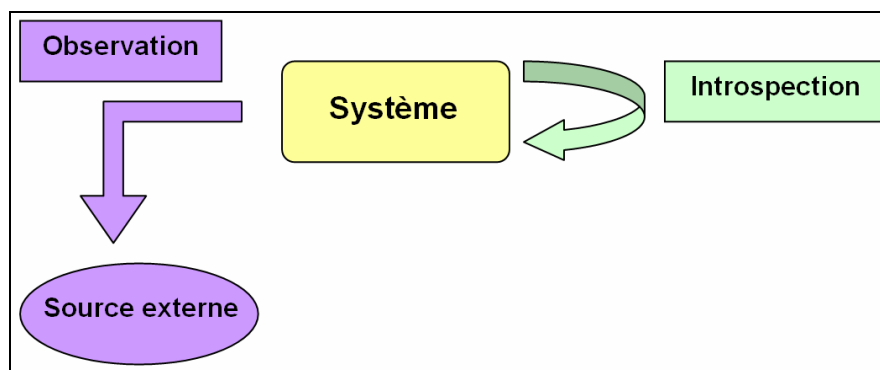 Observation
Système
Introspection
Source externe